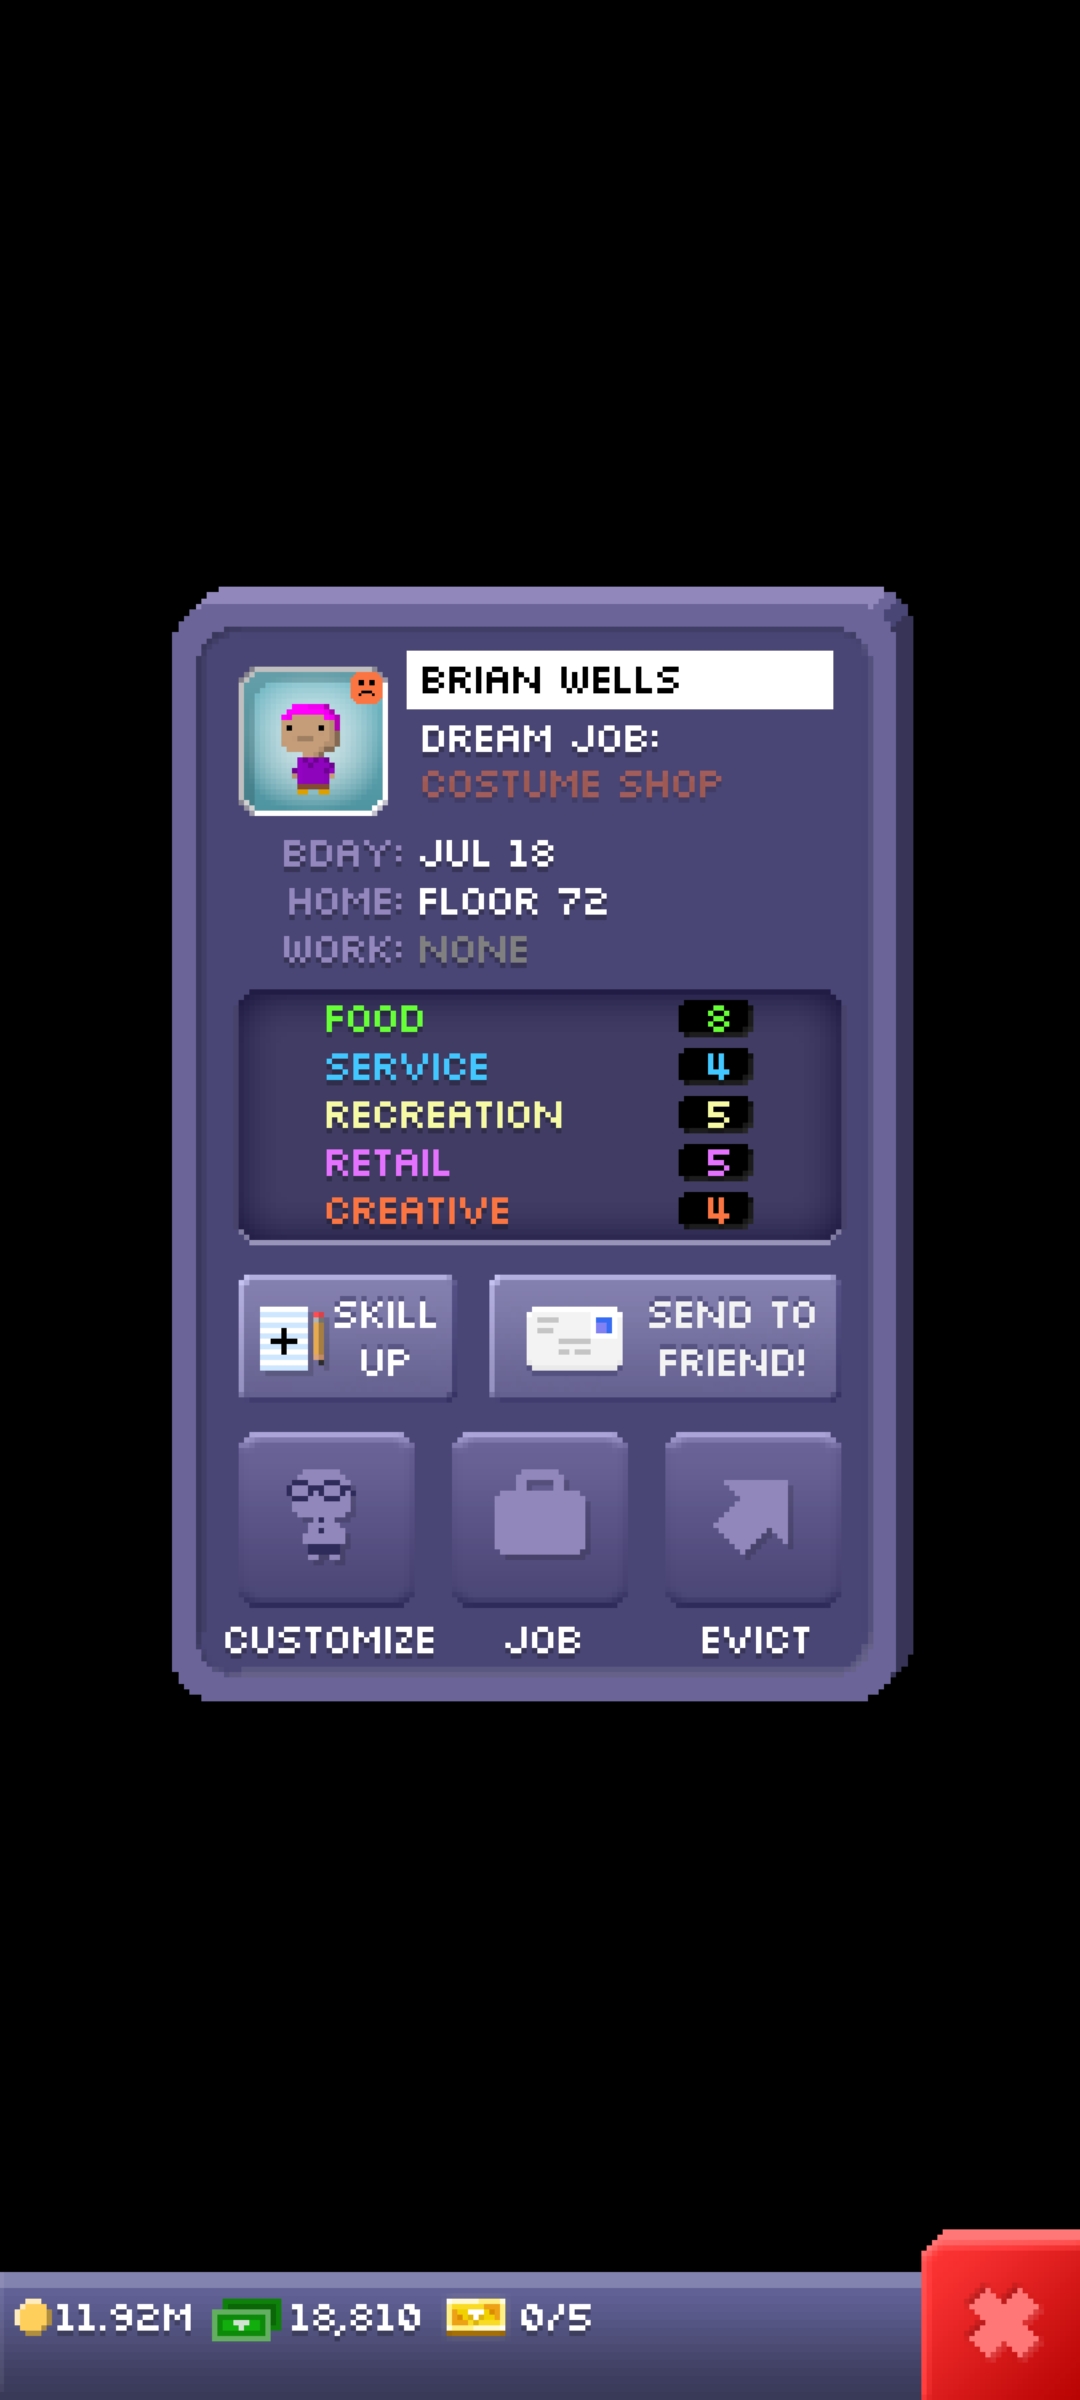 BRIAN WELLS
DREAM JOB:
COSTUME SHOP
BDAY: JUL 18
HOME: FLOOR 72
WORK: NONE
FOOD 8
SERVICE 4
RECREATION 5
RETAIL 5
CREATIVE 4
SKILL UP
SEND TO FRIEND!
CUSTOMIZE JOB EVICT
11.92M 18,810 0/5